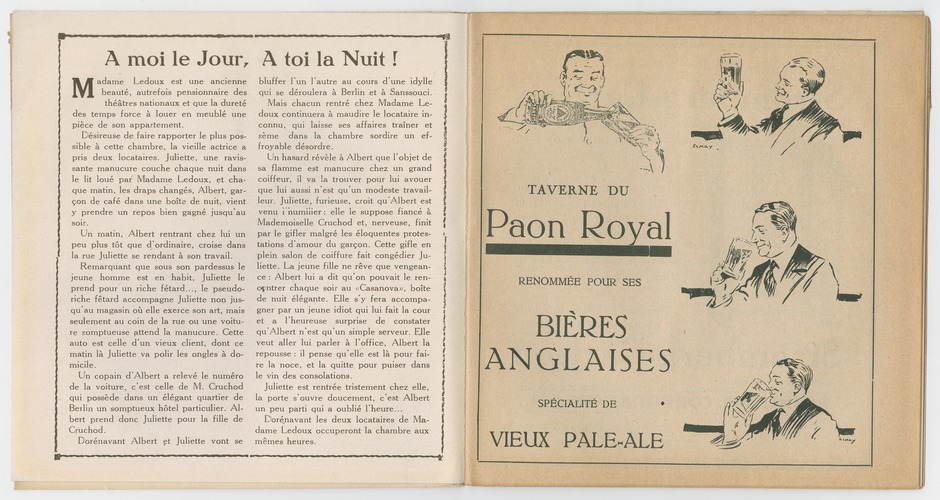 A moi le Jour, A toi la Nuit !
Madame Ledoux est une ancienne
beauté, autrefois pensionnaire des
théâtres nationaux et que la dureté
des temps force à louer en meublé une
pièce de son appartement.
Désireuse de faire rapporter le plus pos-
sible à cette chambre, la vieille actrice a
pris deux locataires. Juliette, une ravis-
sante manucure couche chaque nuit dans
le lit loué par Madame Ledoux, et cha-
que matin, les draps changés, Albert, gar-
çon de café dans une boîte de nuit, vient
y prendre un repos bien gagné jusqu'au
soir.
Un matin, Albert rentrant chez lui un
peu plus tôt que d'ordinaire, croise dans
la rue Juliette se rendant à son travail.
Remarquant que sous son pardessus le
jeune homme est en habit, Juliette le
prend pour un riche fêtard..., le pseudo-
riche fêtard accompagne Juliette non jus-
qu'au magasin où elle exerce son art, mais
seulement au coin de la rue ou une voitu-
re somptueuse attend la manucure. Cette
auto est celle d'un vieux client, dont ce
matin là Juliette va polir les ongles à do-
micile.
Un copain d'Albert a relevé le numéro
de la voiture, c'est celle de M. Cruchod
qui possède dans un élégant quartier de
Berlin un somptueux hôtel particulier. Al-
bert prend donc Juliette pour la fille de
Cruchod.
Dorénavant Albert et Juliette vont se
bluffer l'un l'autre au cours d'une idylle
qui se déroulera à Berlin et à Sanssouci.
Mais chacun rentré chez Madame Le-
doux continuera à maudire le locataire in-
connu, qui laisse ses affaires traîner et
sème dans la chambre sordire un ef-
froyable désordre.
Un hasard révèle à Albert que l'objet de
sa flamme est manucure chez un grand
coiffeur, il va la trouver pour lui avouer
que lui aussi n'est qu'un modeste travail-
leur. Juliette, furieuse, croit qu'Albert est
venu l'humilier : elle le suppose fiancé à
Mademoiselle Cruchod et, nerveuse, finit
par le gifler malgré les éloquentes protes-
tations d'amour du garçon. Cette gifle en
plein salon de coiffure fait congédier Ju-
liette. La jeune fille ne rêve que vengean-
ce : Albert lui a dit qu'on pouvait le ren-
contrer chaque soir au «Casanova», boîte
de nuit élégante. Elle s'y fera accompa-
gner par un jeune idiot qui lui fait la cour
et a l'heureuse surprise de constater
qu'Albert n'est qu'un simple serveur. Elle
veut aller lui parler à l'office, Albert la
repousse : il pense qu'elle est là pour fai-
re la noce, et la quitte pour puiser dans
le vin des consolations.
Juliette est rentrée tristement chez elle,
la porte s'ouvre doucement, c'est Albert
un peu parti qui a oublié l'heure...
Dorénavant les deux locataires de Ma-
dame Ledoux occuperont la chambre aux
mêmes heures.
TAVERNE DU
Paon Royal
RENOMMÉE POUR SES
BIÈRES
ANGLAISES
SPÉCIALITÉ DE
VIEUX PALE-ALE